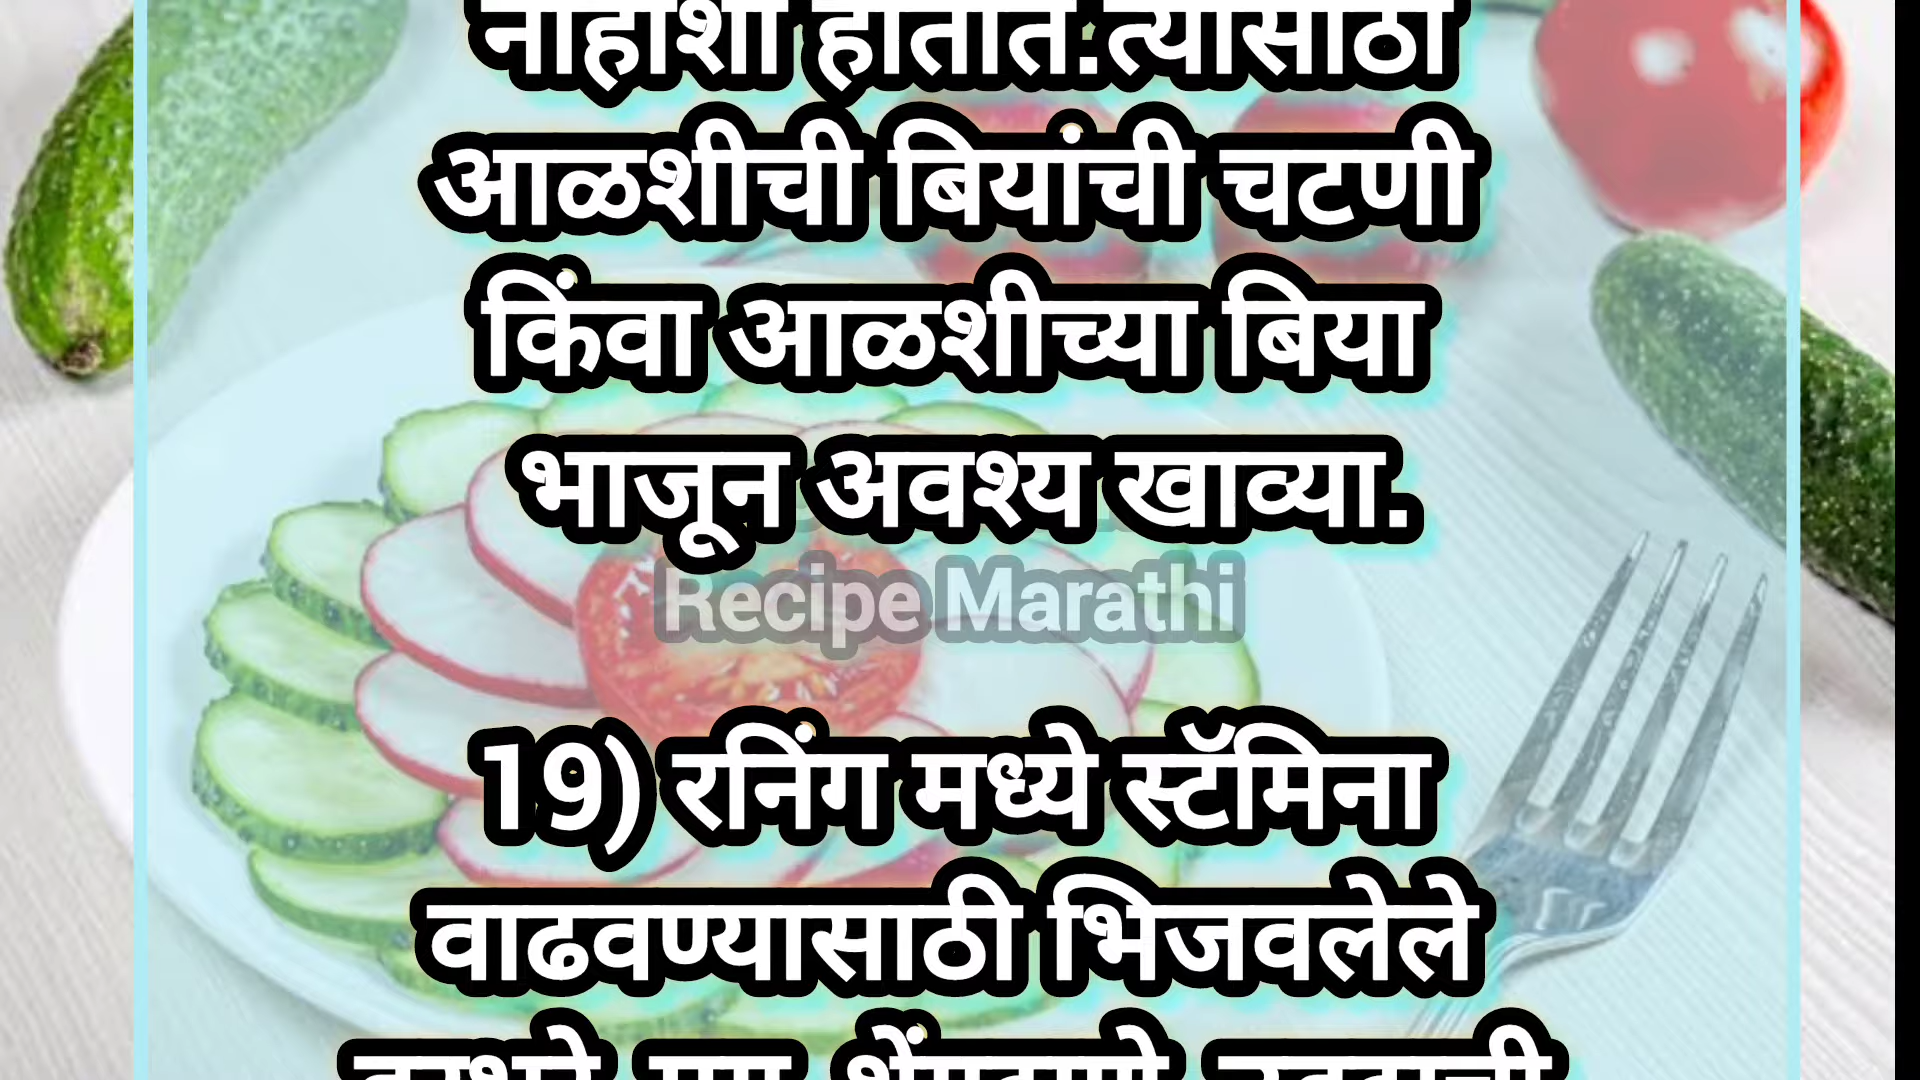 नाहीशी होतात.त्यासाठी
आळशीची बियांची चटणी
किंवा आळशीच्या बिया
भाजून अवश्य खाव्या.
Recipe Marathi
19) रनिंग मध्ये स्टॅमिना
वाढवण्यासाठी भिजवलेले